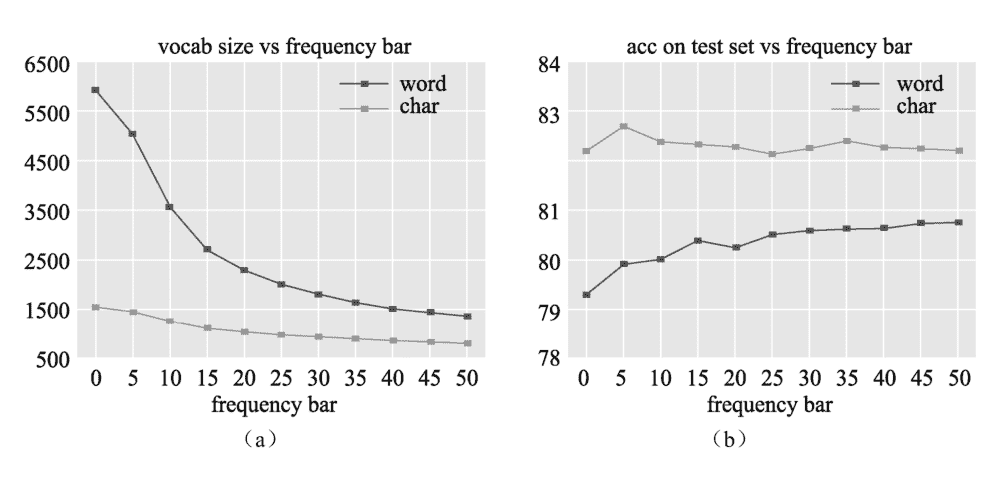 vocab size vs frequency bar
6500
5500
4500
3500
2500
1500
500
word
char
0 5 10 15 20 25 30 35 40 45 50
frequency bar
（a）
acc on test set vs frequency bar
84
83
81
80
79
78
word
char
0 5 10 15 20 25 30 35 40 45 50
frequency bar
（b）